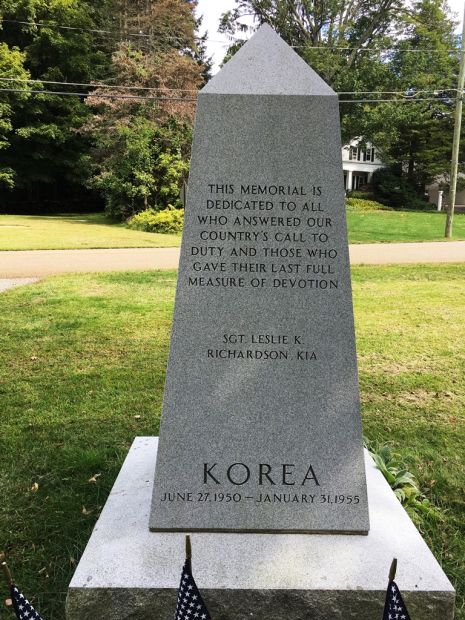 THIS MEMORIAL IS
DEDICATED TO ALL
WHO ANSWERED OUR
COUNTRY'S CALL TO
DUTY AND THOSE WHO
GAVE THEIR LAST FULL
MEASURE OF DEVOTION
SGT. LESLIE K.
RICHARDSON, KIA
KOREA
JUNE 27, 1950 – JANUARY 31, 1955